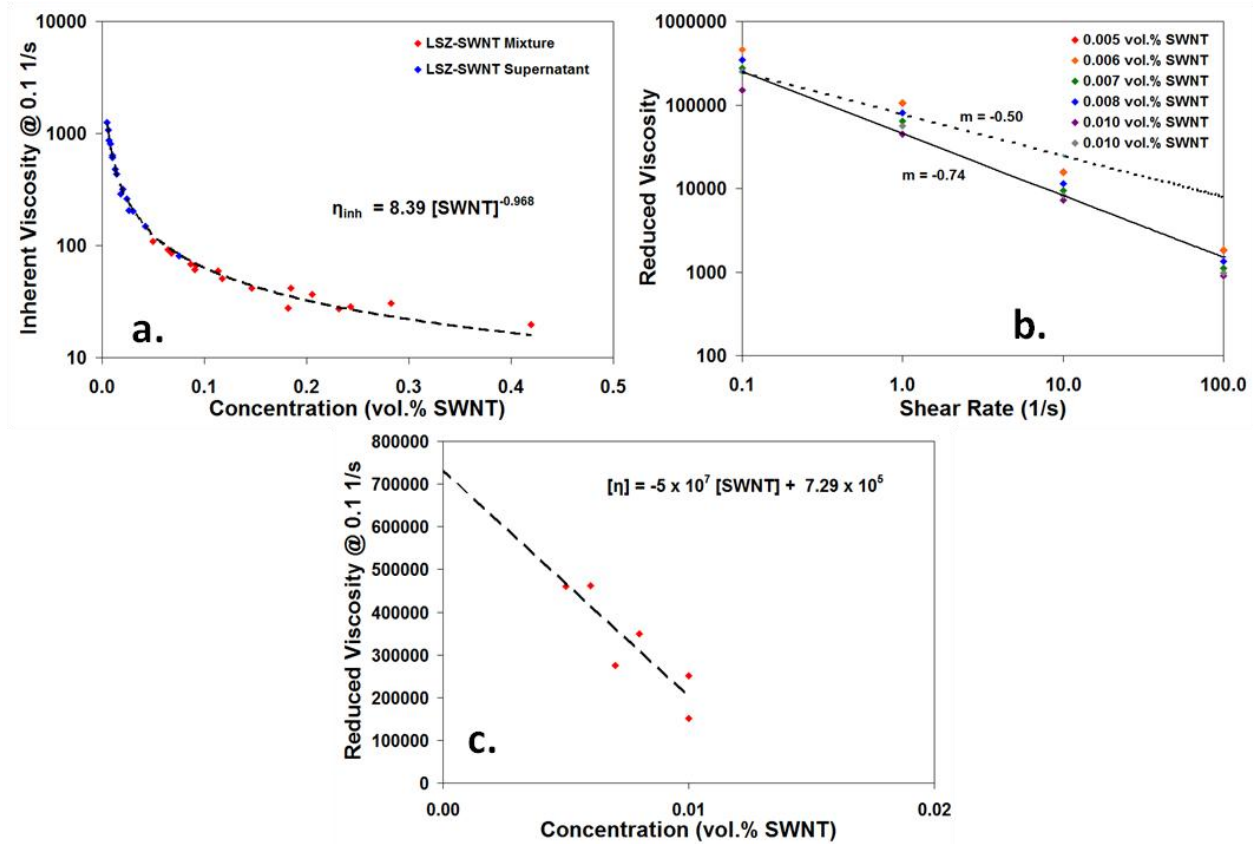 10000
1000
100
10
Inherent Viscosity @ 0.1 1/s
LSZ-SWNT Mixture
LSZ-SWNT Supernatant
ηinh = 8.39 [SWNT]-0.968
a.
0.0 0.1 0.2 0.3 0.4 0.5
Concentration (vol.% SWNT)
1000000
100000
10000
1000
100
Reduced Viscosity
0.005 vol.% SWNT
0.006 vol.% SWNT
0.007 vol.% SWNT
0.008 vol.% SWNT
0.010 vol.% SWNT
0.010 vol.% SWNT
m = -0.50
m = -0.74
b.
0.1 1.0 10.0 100.0
Shear Rate (1/s)
800000
700000
600000
500000
400000
300000
200000
100000
0
Reduced Viscosity @ 0.1 1/s
[η] = -5 x 10⁷ [SWNT] + 7.29 x 10⁵
c.
0.00 0.01 0.02
Concentration (vol.% SWNT)